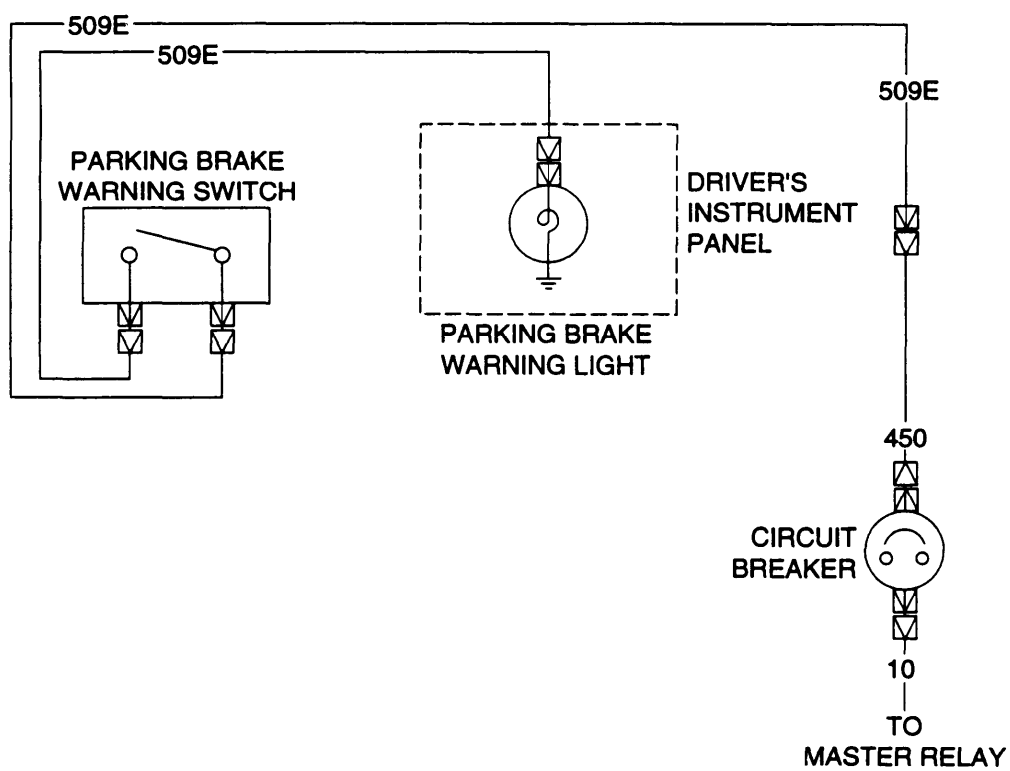 509E
509E
509E
PARKING BRAKE
WARNING SWITCH
DRIVER'S
INSTRUMENT
PANEL
PARKING BRAKE
WARNING LIGHT
450
CIRCUIT
BREAKER
10
TO
MASTER RELAY